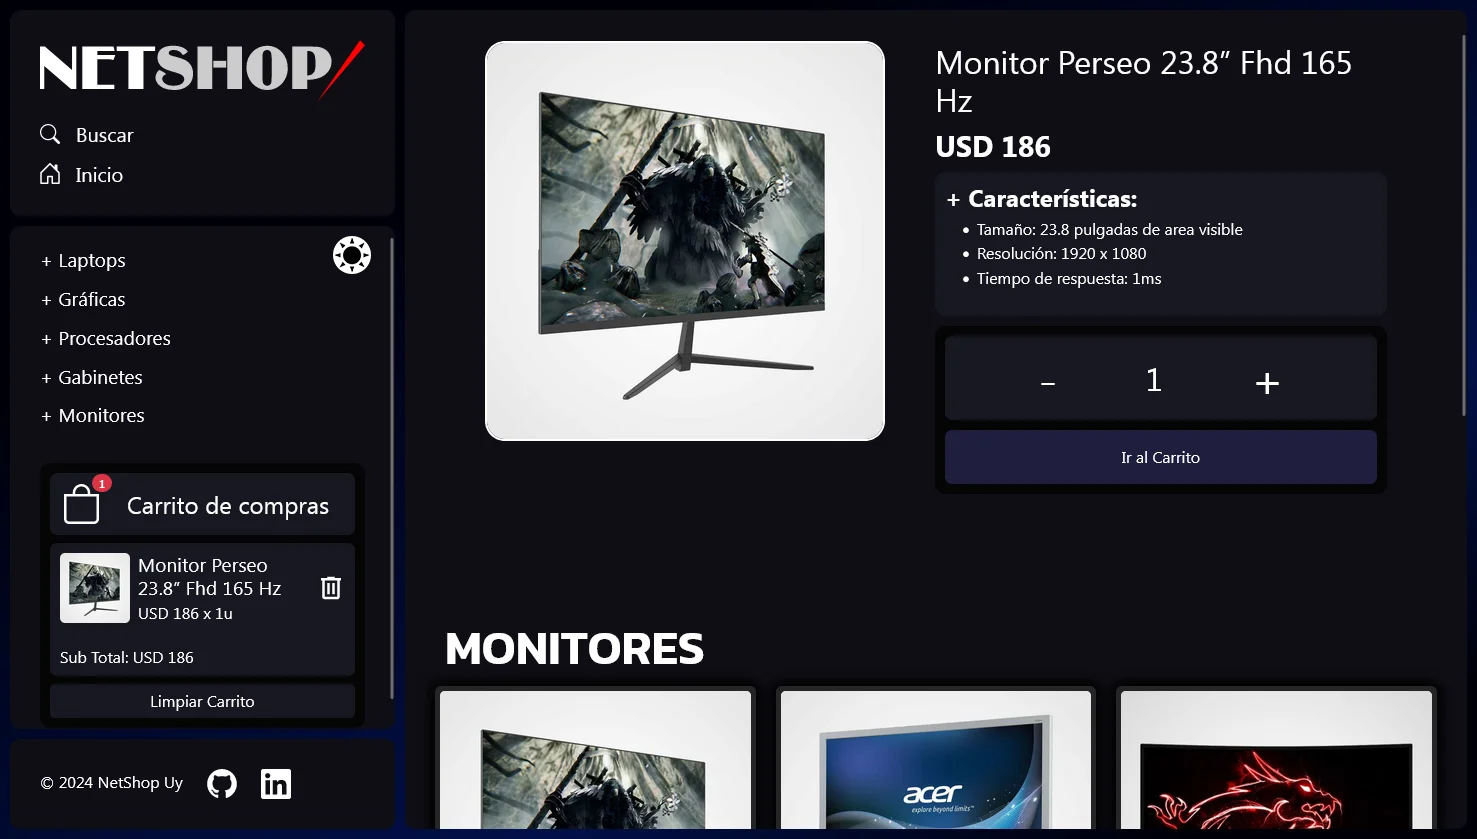 NETSHOP/
Buscar
Inicio
+ Laptops
+ Gráficas
+ Procesadores
+ Gabinetes
+ Monitores
1
Carrito de compras
Monitor Perseo
23.8” Fhd 165 Hz
USD 186 x 1u
Sub Total: USD 186
Limpiar Carrito
© 2024 NetShop Uy
in
Monitor Perseo 23.8” Fhd 165
Hz
USD 186
+ Características:
• Tamaño: 23.8 pulgadas de area visible
• Resolución: 1920 x 1080
• Tiempo de respuesta: 1ms
- 1 +
Ir al Carrito
MONITORES
acer
explore beyond limits™